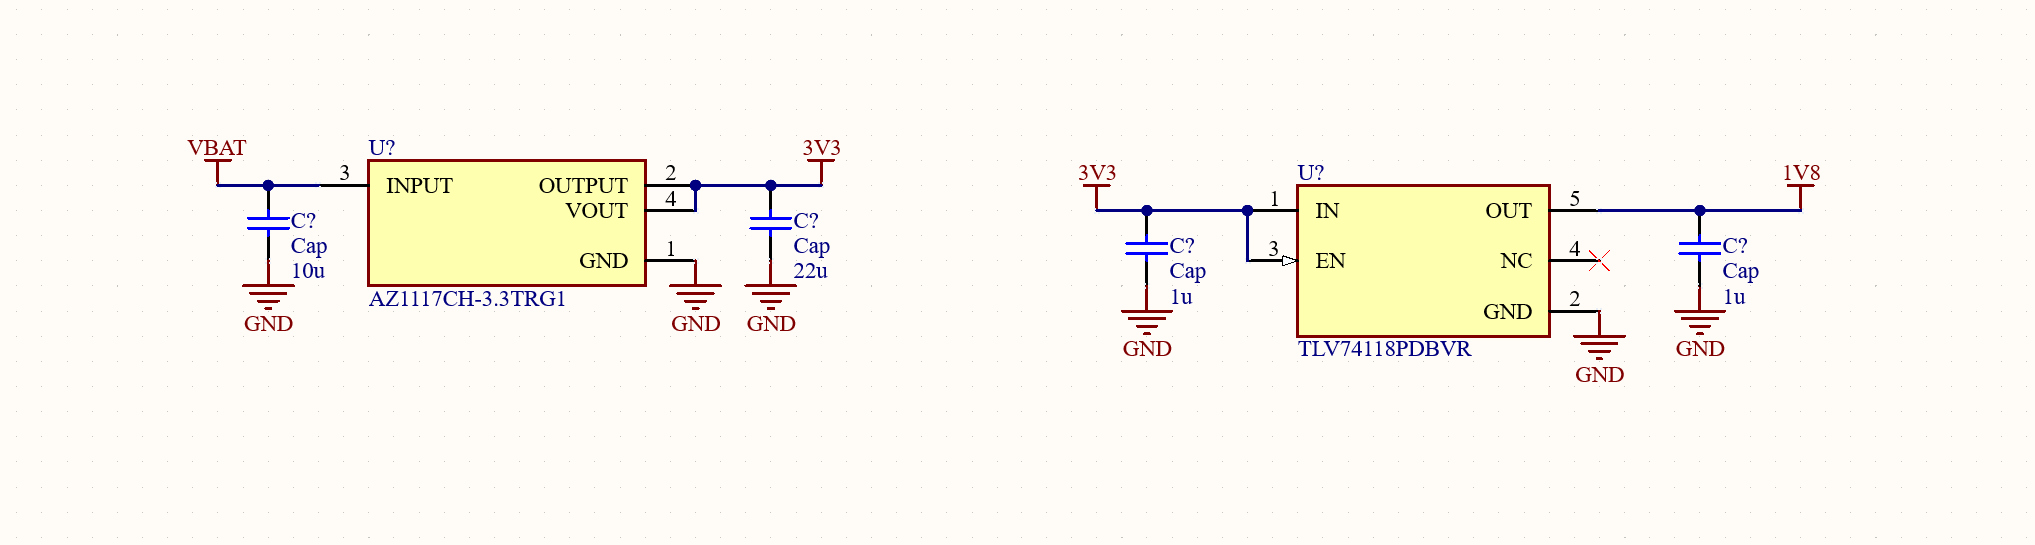 VBAT
U?
3V3
3
INPUT
OUTPUT
2
VOUT
4
C?
Cap
10u
GND
1
C?
Cap
22u
AZ1117CH-3.3TRG1
GND
GND
GND
3V3
U?
1V8
1
IN
OUT
5
3
EN
NC
4
C?
Cap
1u
GND
2
C?
Cap
1u
TLV74118PDBVR
GND
GND
GND